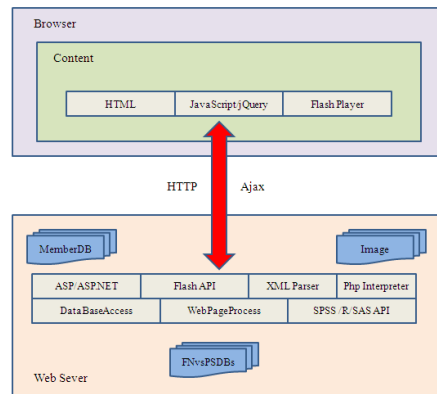 Browser
Content
HTML
JavaScript/jQuery
Flash Player
HTTP
Ajax
MemberDB
Image
ASP/ASP.NET
Flash API
XML Parser
Php Interpreter
DataBaseAccess
WebPageProcess
SPSS /R/SAS API
FNvsPSDBs
Web Sever